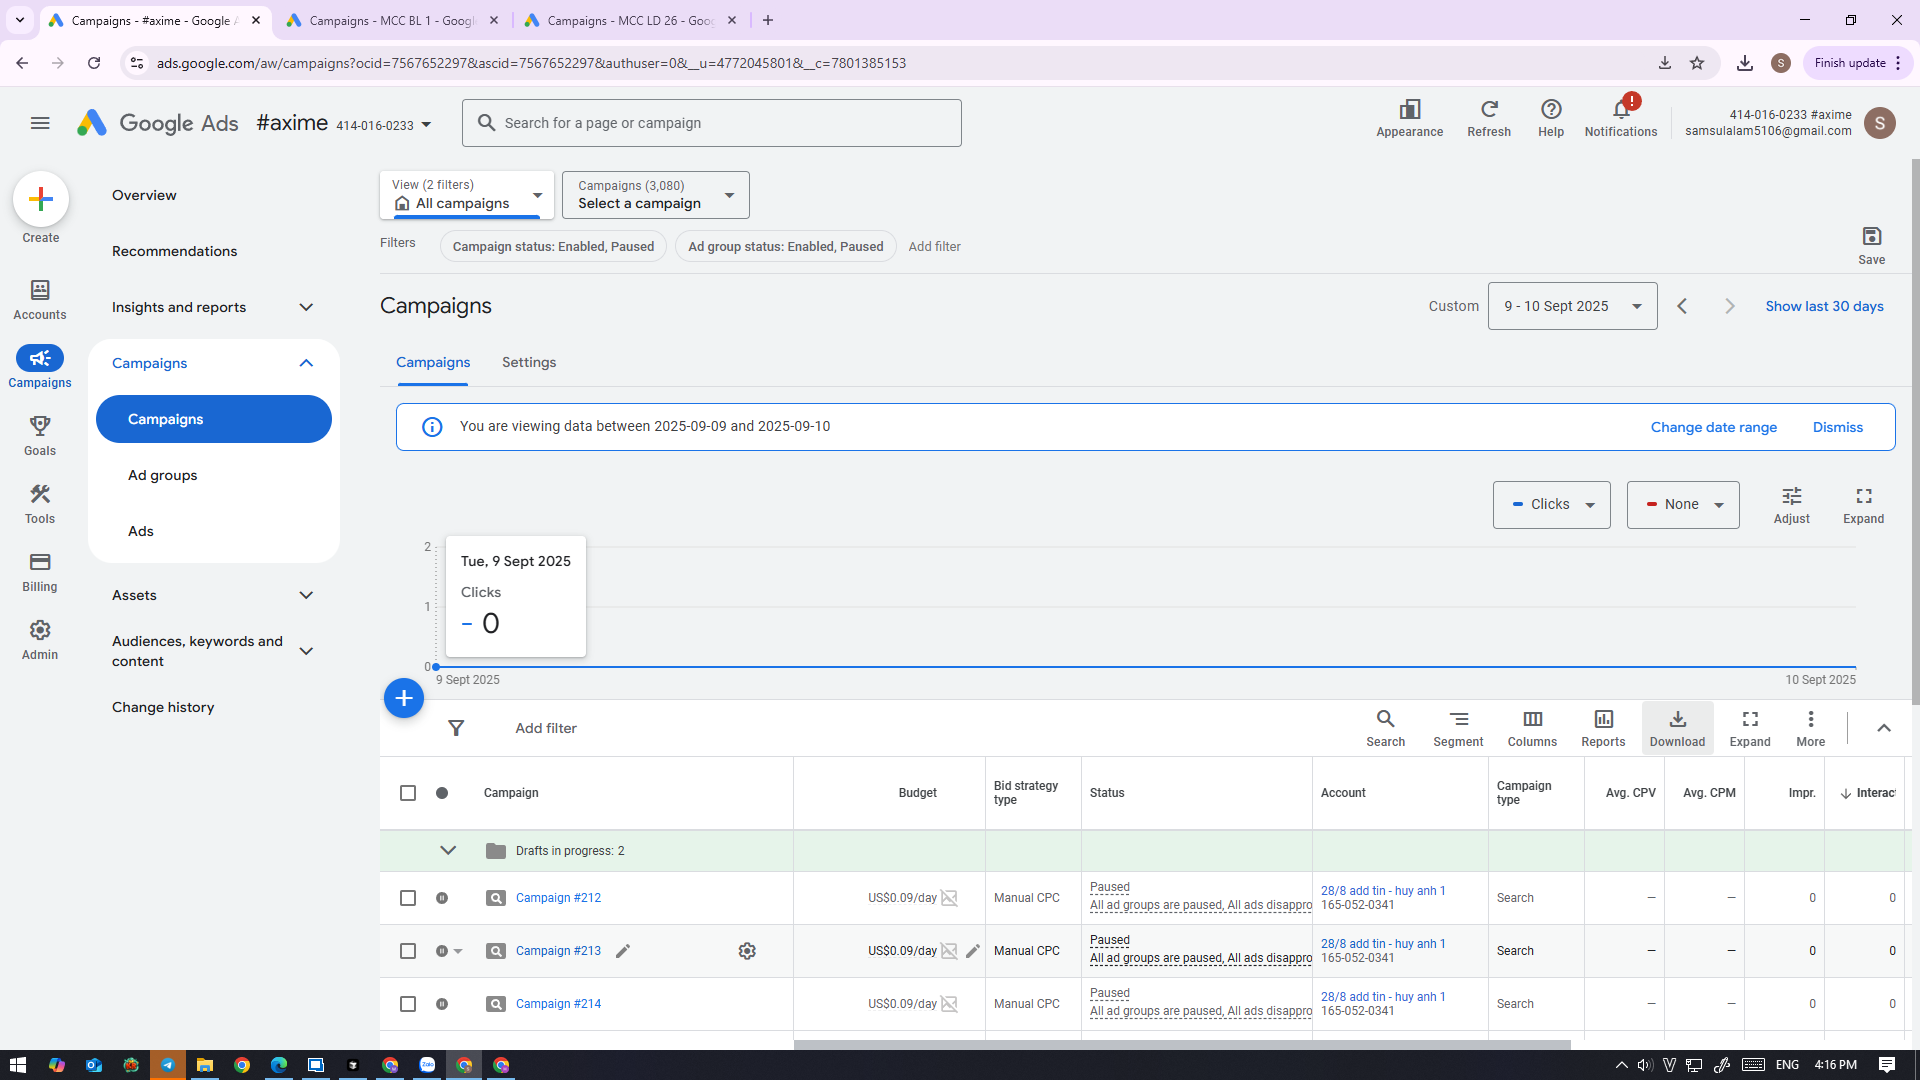 Campaigns - #axime - Google A
Campaigns - MCC BL 1 - Googl
Campaigns - MCC LD 26 - Goo
ads.google.com/aw/campaigns?ocid=7567652297&ascid=7567652297&authuser=0&__u=4772045801&__c=7801385153
S
Finish update
Google Ads
#axime 414-016-0233
Search for a page or campaign
Appearance
Refresh
Help
!
Notifications
414-016-0233 #axime
samsulalam5106@gmail.com
S
Create
Accounts
Campaigns
Goals
Tools
Billing
Admin
Overview
Recommendations
Insights and reports
Campaigns
Campaigns
Ad groups
Ads
Assets
Audiences, keywords and
content
Change history
View (2 filters)
All campaigns
Campaigns (3,080)
Select a campaign
Filters
Campaign status: Enabled, Paused
Ad group status: Enabled, Paused
Add filter
Save
Campaigns
Custom
9 - 10 Sept 2025
Show last 30 days
Campaigns
Settings
You are viewing data between 2025-09-09 and 2025-09-10
Change date range
Dismiss
Clicks
None
Adjust
Expand
2
1
0
Tue, 9 Sept 2025
Clicks
0
9 Sept 2025
10 Sept 2025
Add filter
Search
Segment
Columns
Reports
Download
Expand
More
Campaign
Budget
Bid strategy
type
Status
Account
Campaign
type
Avg. CPV
Avg. CPM
Impr.
Interac
Drafts in progress: 2
Campaign #212
US$0.09/day
Manual CPC
Paused
All ad groups are paused, All ads disappro
28/8 add tin - huy anh 1
165-052-0341
Search
—
—
0
0
Campaign #213
US$0.09/day
Manual CPC
Paused
All ad groups are paused, All ads disappro
28/8 add tin - huy anh 1
165-052-0341
Search
—
—
0
0
Campaign #214
US$0.09/day
Manual CPC
Paused
All ad groups are paused, All ads disappro
28/8 add tin - huy anh 1
165-052-0341
Search
—
—
0
0
Zalo
ENG
4:16 PM